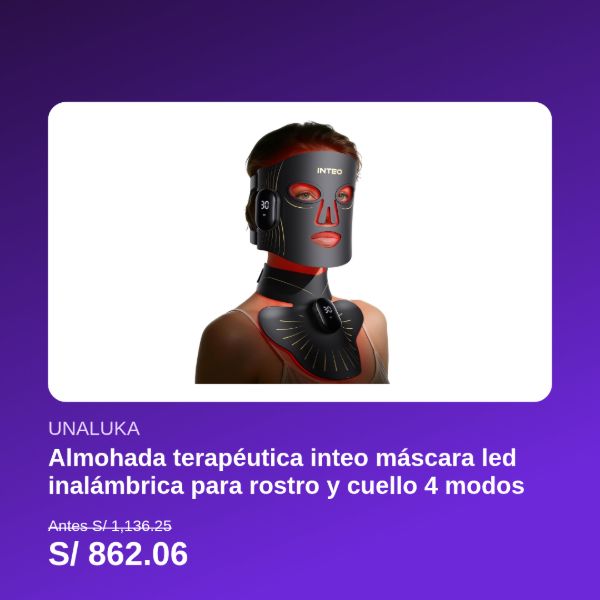 INTEO
30
30
UNALUKA
Almohada terapéutica inteo máscara led
inalámbrica para rostro y cuello 4 modos
Antes S/ 1,136.25
S/ 862.06